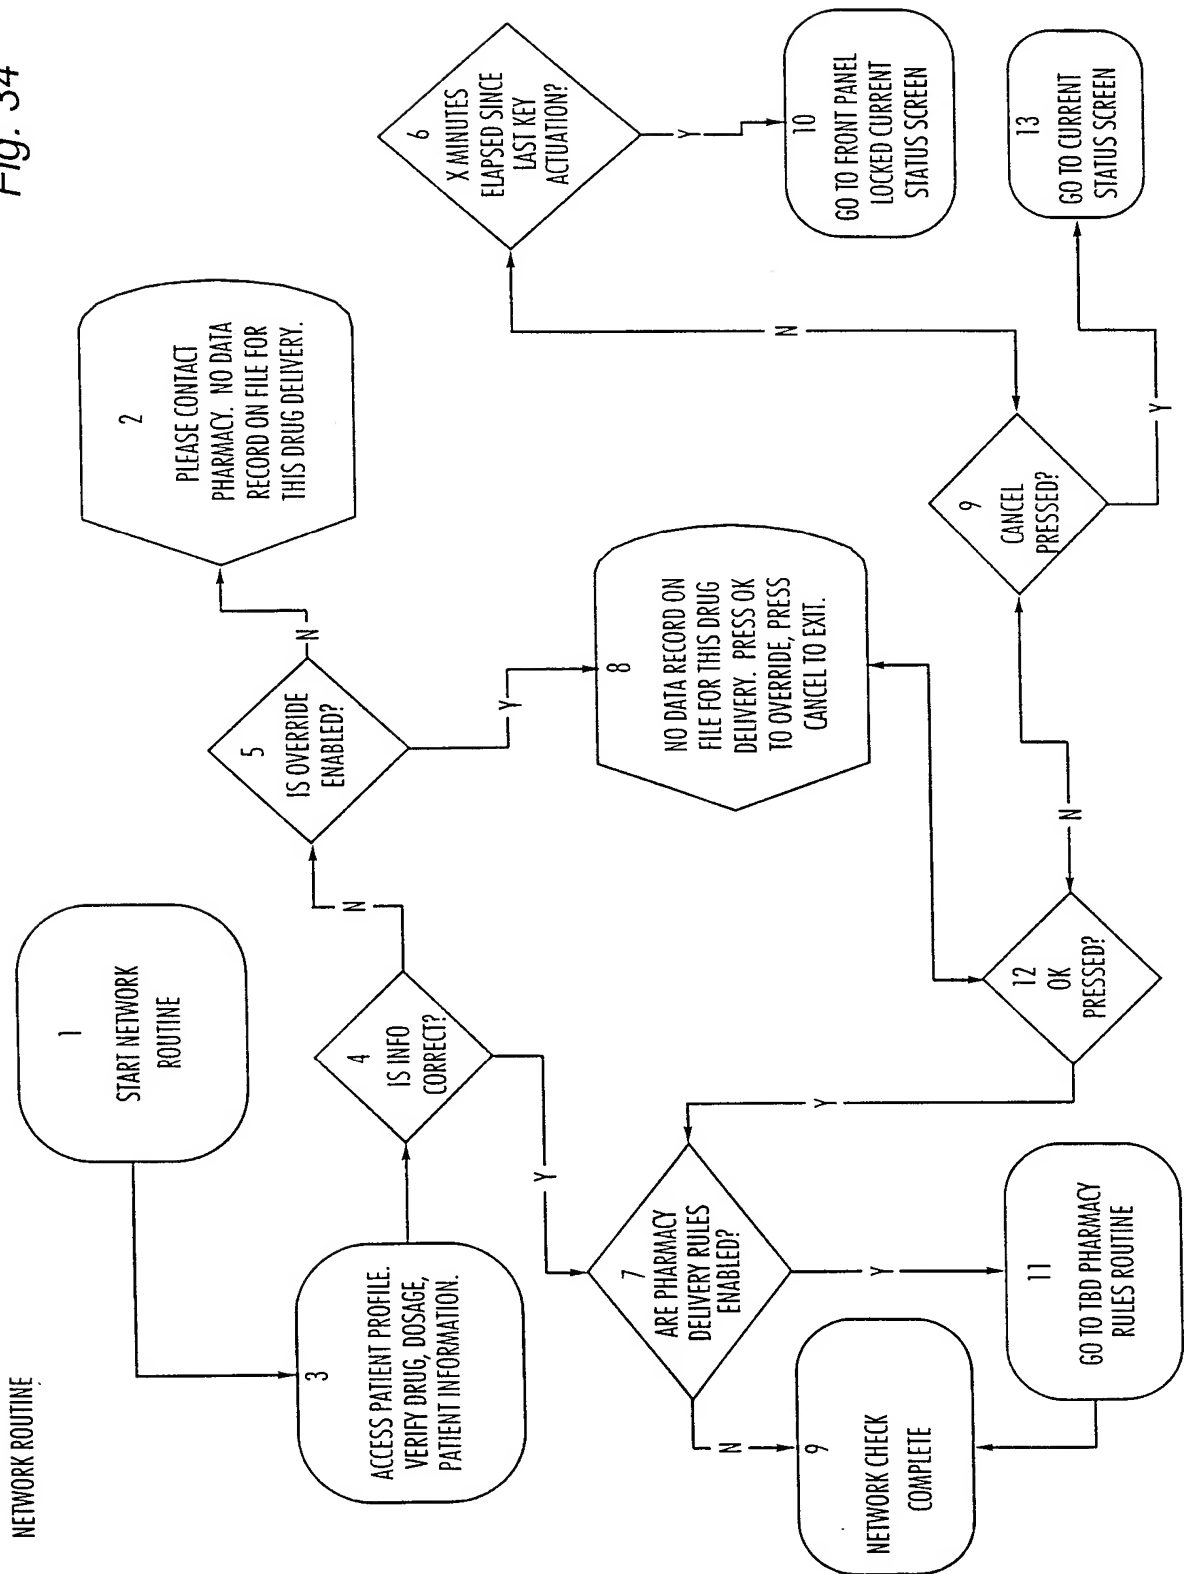 Fig. 34
NETWORK ROUTINE
1
START NETWORK
ROUTINE
2
PLEASE CONTACT
PHARMACY. NO DATA
RECORD ON FILE FOR
THIS DRUG DELIVERY.
3
ACCESS PATIENT PROFILE.
VERIFY DRUG, DOSAGE,
PATIENT INFORMATION.
4
IS INFO
CORRECT?
N
Y
5
IS OVERRIDE
ENABLED?
N
Y
6
X MINUTES
ELAPSED SINCE
LAST KEY
ACTUATION?
Y
7
ARE PHARMACY
DELIVERY RULES
ENABLED?
N
Y
8
NO DATA RECORD ON
FILE FOR THIS DRUG
DELIVERY. PRESS OK
TO OVERRIDE, PRESS
CANCEL TO EXIT.
9
NETWORK CHECK
COMPLETE
11
GO TO TBD PHARMACY
RULES ROUTINE
12
OK
PRESSED?
Y
N
9
CANCEL
PRESSED?
N
Y
10
GO TO FRONT PANEL
LOCKED CURRENT
STATUS SCREEN
13
GO TO CURRENT
STATUS SCREEN